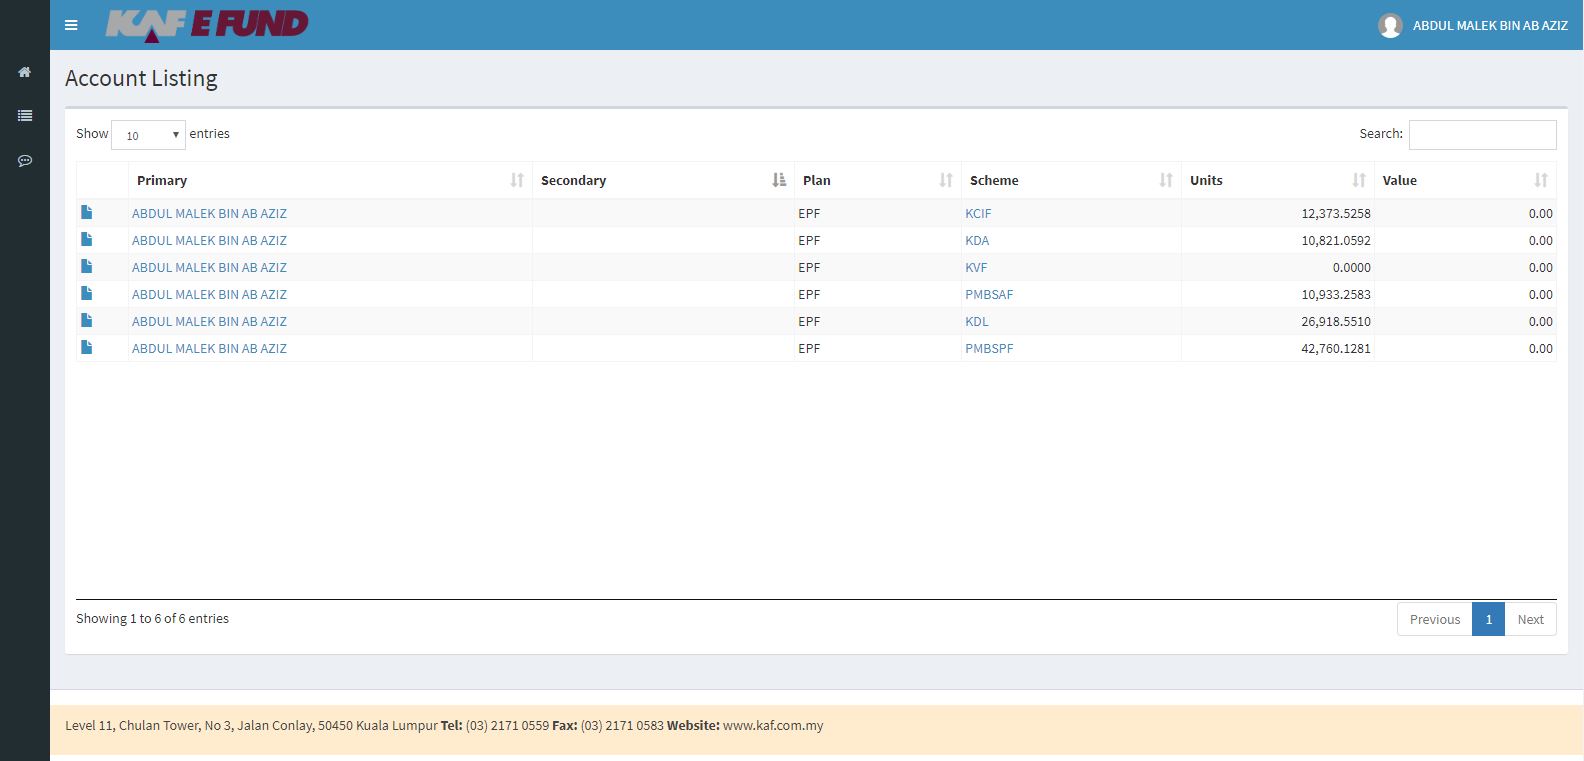 KAF E FUND
ABDUL MALEK BIN AB AZIZ
Account Listing
Show 10 entries Search:
Primary Secondary Plan Scheme Units Value
ABDUL MALEK BIN AB AZIZ EPF KCIF 12,373.5258 0.00
ABDUL MALEK BIN AB AZIZ EPF KDA 10,821.0592 0.00
ABDUL MALEK BIN AB AZIZ EPF KVF 0.0000 0.00
ABDUL MALEK BIN AB AZIZ EPF PMBSAF 10,933.2583 0.00
ABDUL MALEK BIN AB AZIZ EPF KDL 26,918.5510 0.00
ABDUL MALEK BIN AB AZIZ EPF PMBSPF 42,760.1281 0.00
Showing 1 to 6 of 6 entries Previous 1 Next
Level 11, Chulan Tower, No 3, Jalan Conlay, 50450 Kuala Lumpur Tel: (03) 2171 0559 Fax: (03) 2171 0583 Website: www.kaf.com.my